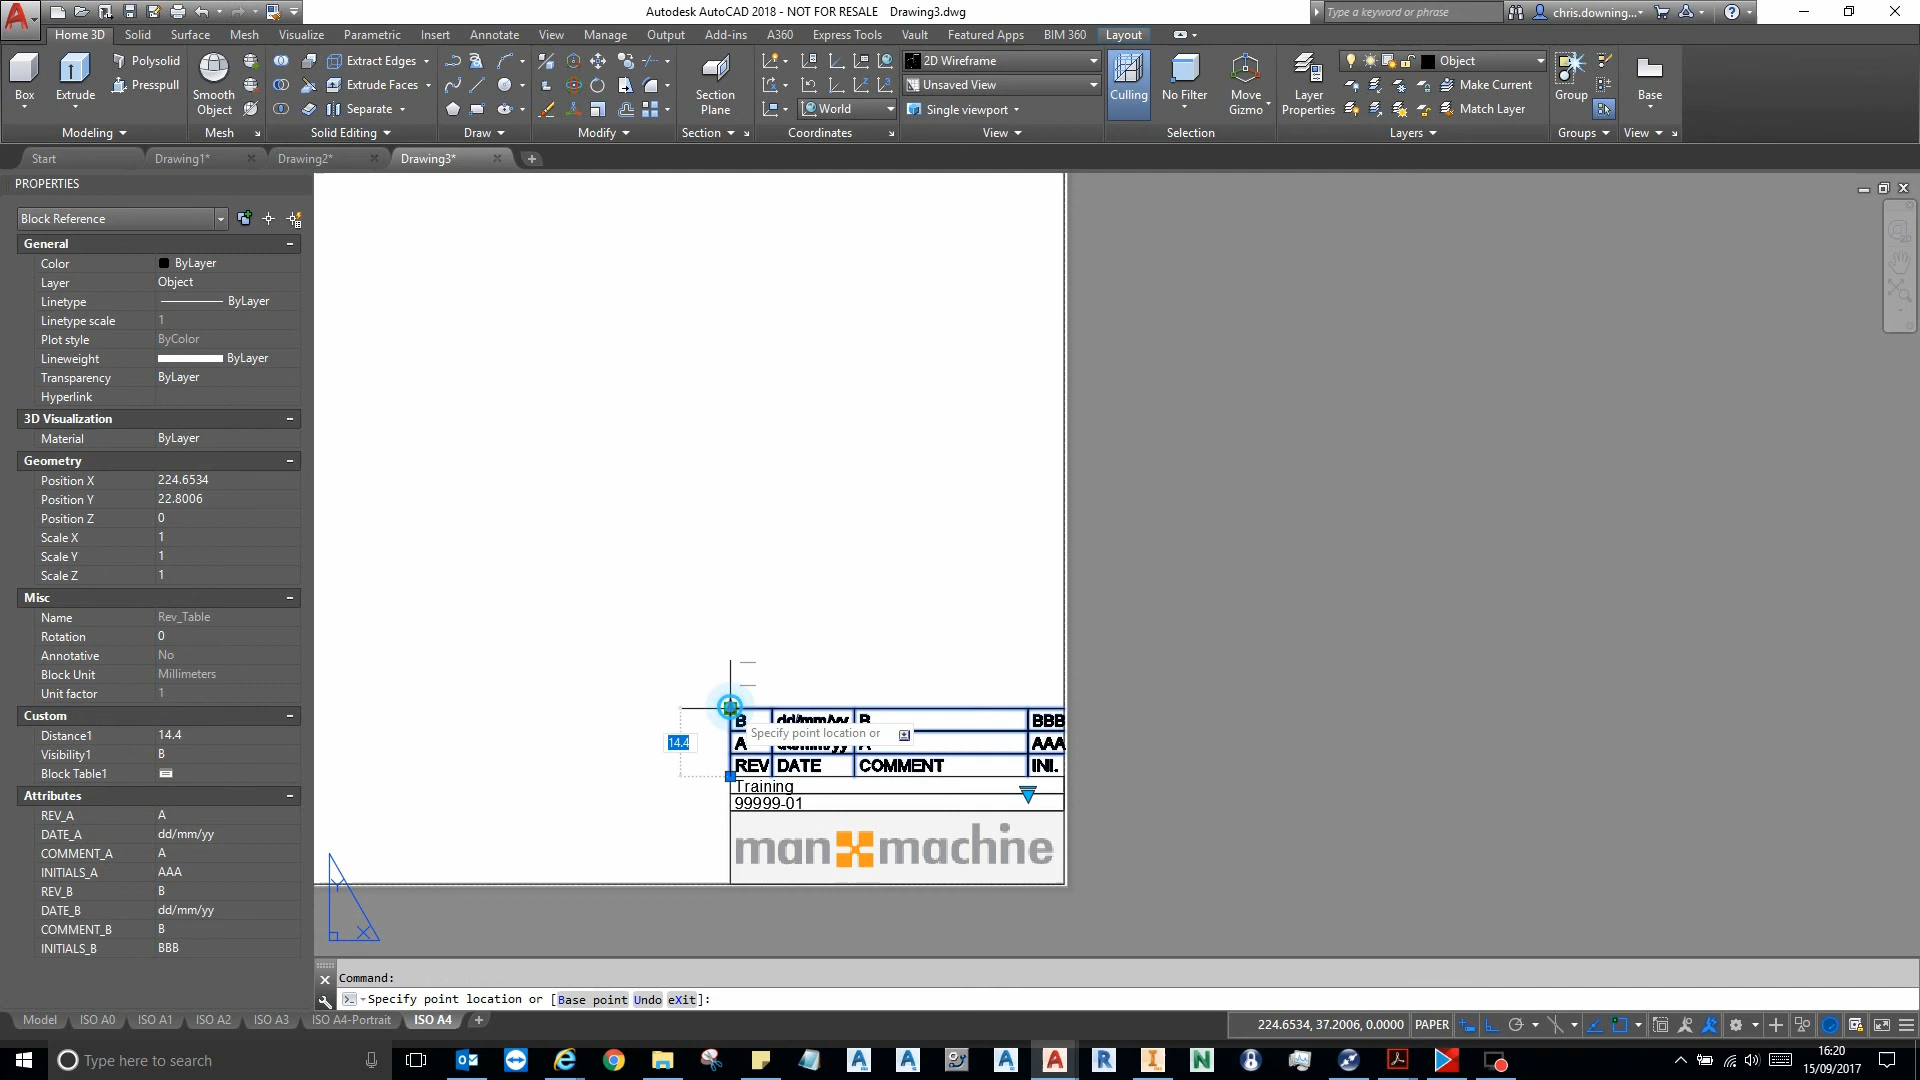 Autodesk AutoCAD 2018 - NOT FOR RESALE Drawing3.dwg
Type a keyword or phrase
chris.downing...
Home 3D Solid Surface Mesh Visualize Parametric Insert Annotate View Manage Output Add-ins A360 Express Tools Vault Featured Apps BIM 360 Layout
Box
Extrude
Polysolid
Presspull
Modeling
Smooth
Object
Mesh
Extract Edges
Extrude Faces
Separate
Solid Editing
Draw
Modify
Section
Plane
Section
World
Coordinates
2D Wireframe
Unsaved View
Single viewport
View
Culling
No Filter
Move
Gizmo
Selection
Layer
Properties
Object
Make Current
Match Layer
Layers
Group
Groups
Base
View
Start Drawing1* Drawing2* Drawing3*
PROPERTIES
Block Reference
General
Color ByLayer
Layer Object
Linetype ByLayer
Linetype scale 1
Plot style ByColor
Lineweight ByLayer
Transparency ByLayer
Hyperlink
3D Visualization
Material ByLayer
Geometry
Position X 224.6534
Position Y 22.8006
Position Z 0
Scale X 1
Scale Y 1
Scale Z 1
Misc
Name Rev_Table
Rotation 0
Annotative No
Block Unit Millimeters
Unit factor 1
Custom
Distance1 14.4
Visibility1 B
Block Table1
Attributes
REV_A A
DATE_A dd/mm/yy
COMMENT_A A
INITIALS_A AAA
REV_B B
DATE_B dd/mm/yy
COMMENT_B B
INITIALS_B BBB
B dd/mm/yy B BBB
Specify point location or
14.4
A AAA
REV DATE COMMENT INI.
Training
99999-01
man machine
Y
X
Command:
Specify point location or [Base point Undo eXit]:
Model ISO A0 ISO A1 ISO A2 ISO A3 ISO A4-Portrait ISO A4
224.6534, 37.2006, 0.0000 PAPER
Type here to search
16:20
15/09/2017